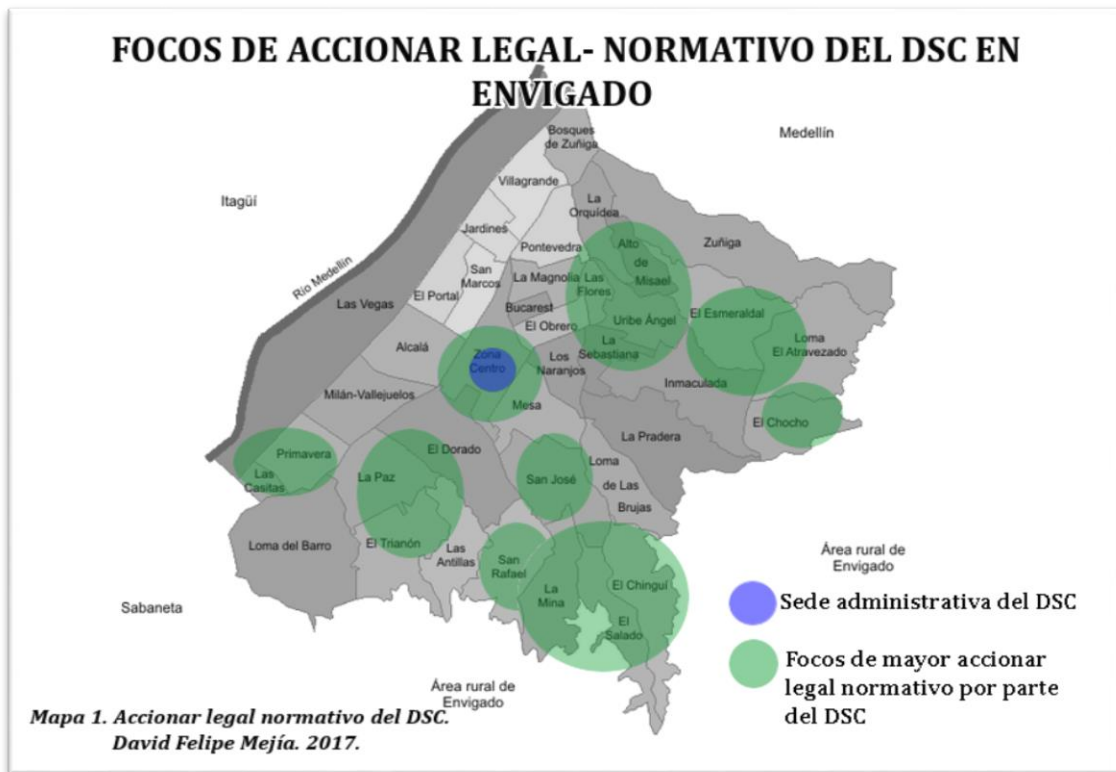 FOCOS DE ACCIONAR LEGAL- NORMATIVO DEL DSC EN
ENVIGADO
Medellín
Itagüí
Río Medellín
Bosques
de Zuñiga
Villagrande
La
Orquídea
Jardines
Pontevedra
Alto
de
Misael
Zuñiga
San
Marcos
La Magnolia
Las
Flores
El Portal
Las Vegas
Bucarest
El Obrero
Uribe Ángel
El Esmeraldal
Alcalá
Zona
Centro
La
Sebastiana
Los
Naranjos
Loma
El Atravezado
Inmaculada
Milán-Vallejuelos
Mesa
El Chocho
La Pradera
El Dorado
Primavera
Las
Casitas
La Paz
San José
Loma
de Las
Brujas
Loma del Barro
El Trianón
Las
Antillas
San
Rafael
La
Mina
El Chinguí
El
Salado
Área rural de
Envigado
Sabaneta
Área rural de
Envigado
Sede administrativa del DSC
Focos de mayor accionar
legal normativo por parte
del DSC
Mapa 1. Accionar legal normativo del DSC.
David Felipe Mejía. 2017.